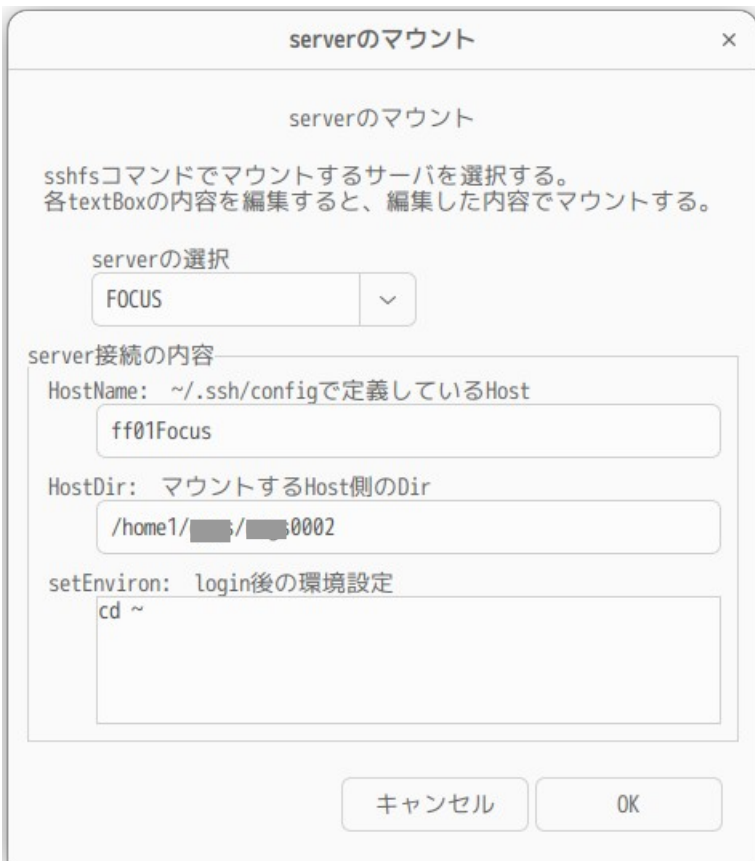 serverのマウント
serverのマウント
sshfsコマンドでマウントするサーバを選択する。
各textBoxの内容を編集すると、編集した内容でマウントする。
serverの選択
FOCUS
server接続の内容
HostName: ~/.ssh/configで定義しているHost
ff01Focus
HostDir: マウントするHost側のDir
/home1/ / 0002
setEnviron: login後の環境設定
cd ~
キャンセル
OK